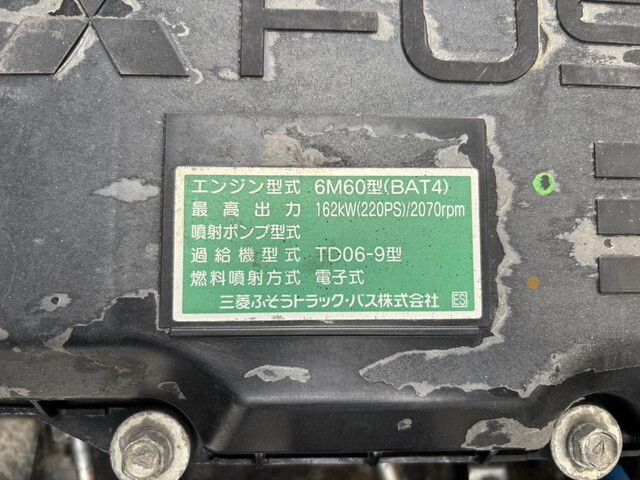 FUS
エンジン型式 6M60型(BAT4)
最高出力 162kW(220PS)/2070rpm
噴射ポンプ型式
過給機型式 TD06-9型
燃料噴射方式 電子式
三菱ふそうトラック・バス株式会社 ES